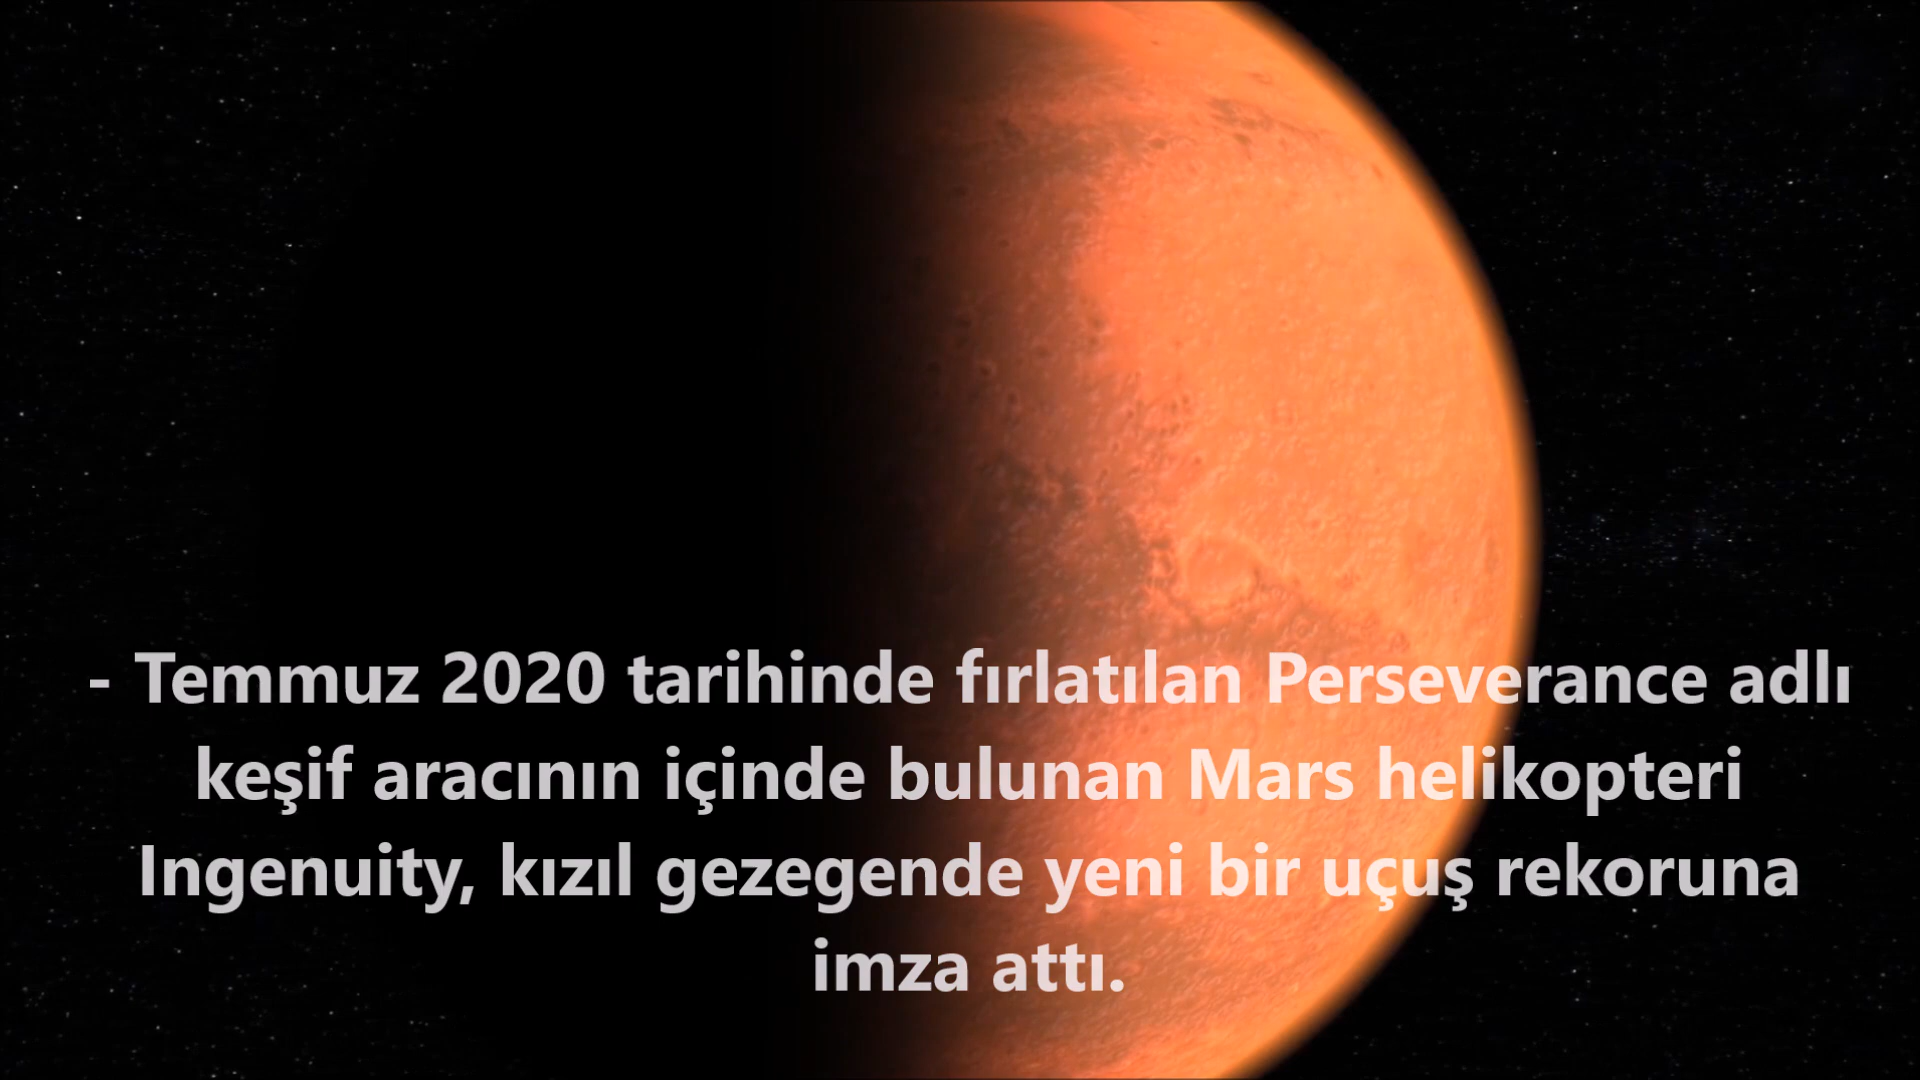 - Temmuz 2020 tarihinde fırlatılan Perseverance adlı
keşif aracının içinde bulunan Mars helikopteri
Ingenuity, kızıl gezegende yeni bir uçuş rekoruna
imza attı.